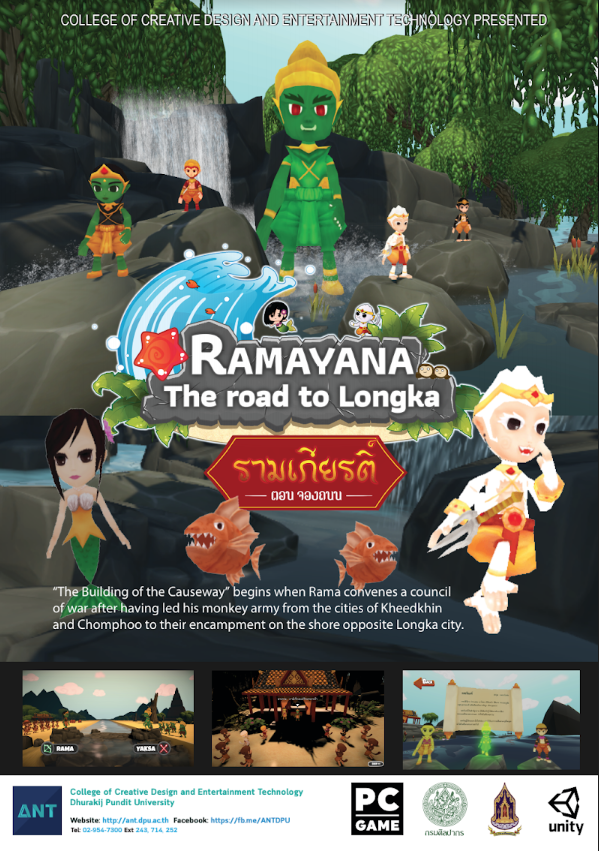 COLLEGE OF CREATIVE DESIGN AND ENTERTAINMENT TECHNOLOGY PRESENTED
RAMAYANA
The road to Longka
รามเกียรติ์
ตอน จองถนน
"The Building of the Causeway” begins when Rama convenes a council
of war after having led his monkey army from the cities of Kheedkhin
and Chomphoo to their encampment on the shore opposite Longka city.
RAMA
YAKSA
ANT
College of Creative Design and Entertainment Technology
Dhurakij Pundit University
Website: http://ant.dpu.ac.th Facebook: https://fb.me/ANTDPU
Tel: 02-954-7300 Ext 243, 714, 252
PC
GAME
กรมศิลปากร
unity